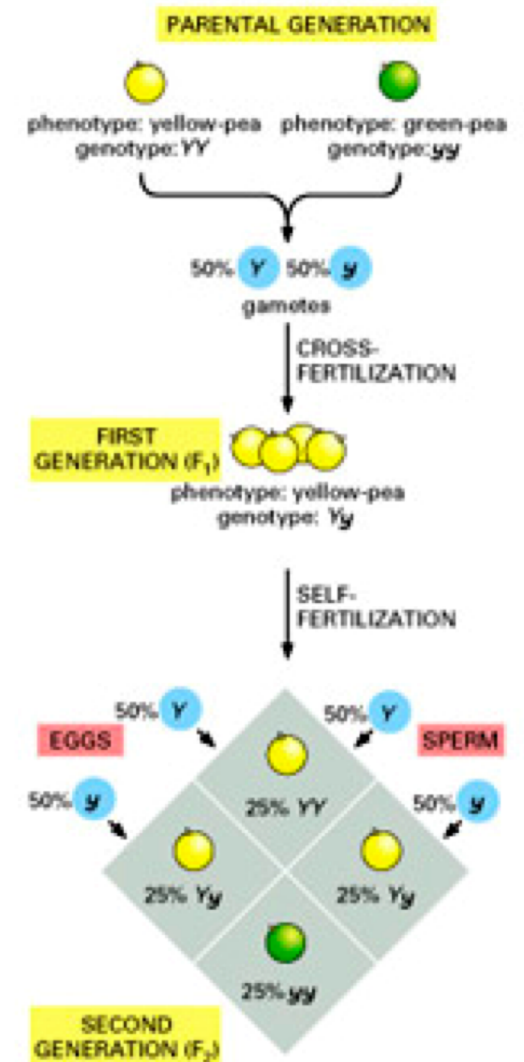 PARENTAL GENERATION
phenotype: yellow-pea
genotype: YY
phenotype: green-pea
genotype: yy
50% Y 50% y
gametes
CROSS-
FERTILIZATION
FIRST
GENERATION (F₁)
phenotype: yellow-pea
genotype: Yy
SELF-
FERTILIZATION
50% Y
50% Y
EGGS
SPERM
50% y
50% y
25% YY
25% Yy
25% Yy
25% yy
SECOND
GENERATION (F₂)